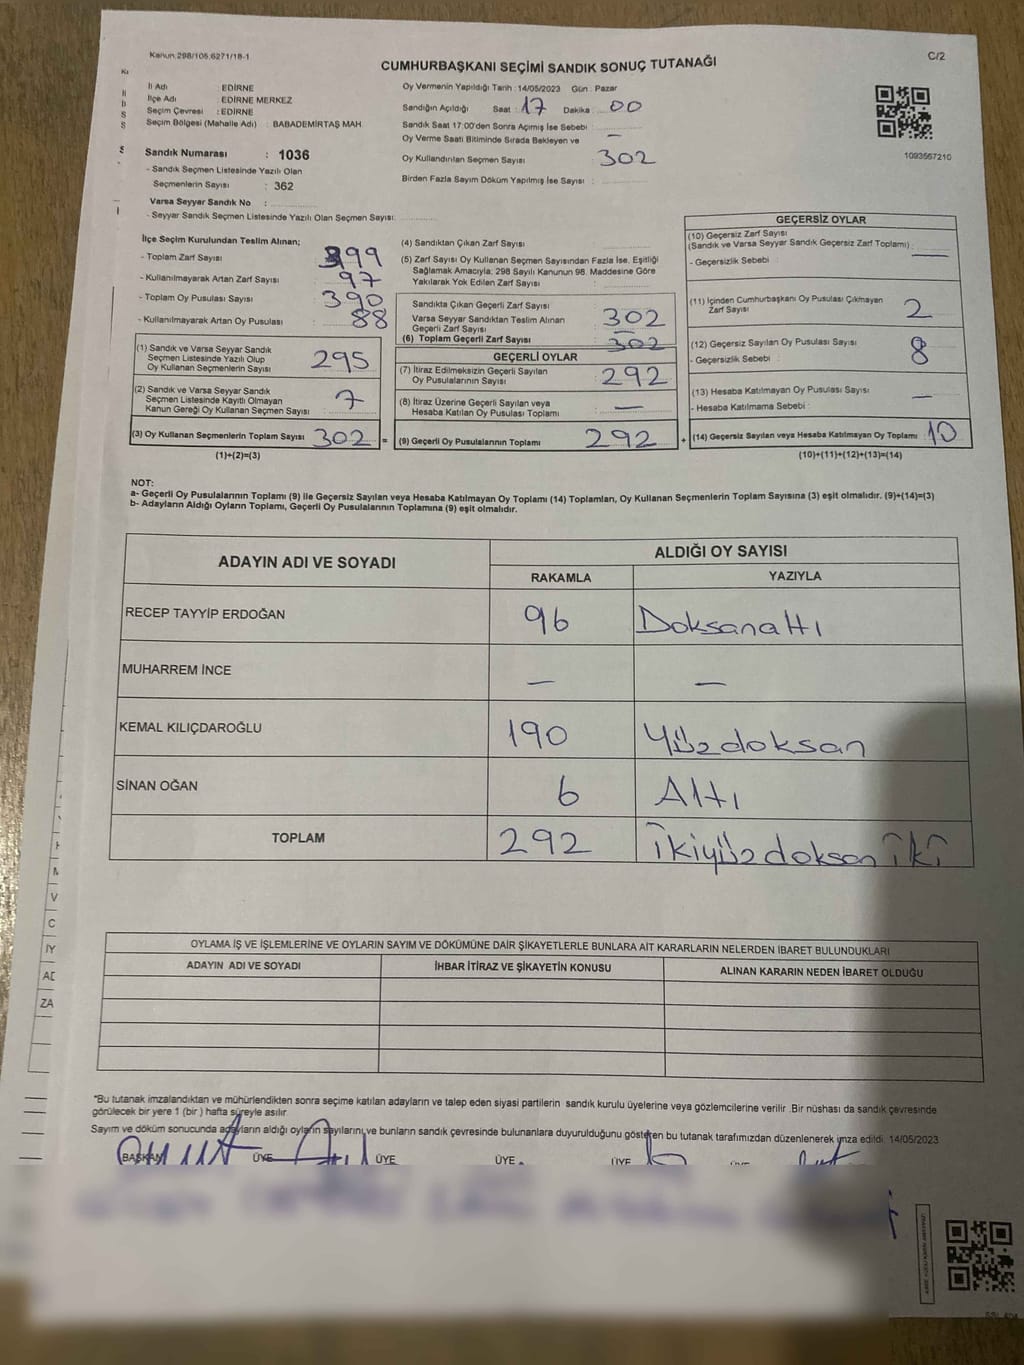 Kanun:298/105,6271/18-1
CUMHURBAŞKANI SEÇİMİ SANDIK SONUÇ TUTANAĞI
C/2
İl Adı : EDİRNE
İlçe Adı : EDİRNE MERKEZ
Seçim Çevresi : EDİRNE
Seçim Bölgesi (Mahalle Adı) : BABADEMİRTAŞ MAH
Oy Vermenin Yapıldığı Tarih :14/05/2023 Gün : Pazar
Sandığın Açıldığı Saat : 17 Dakika : 00
Sandık Saat 17:00'den Sonra Açımış İse Sebebi :
Oy Verme Saati Bitiminde Sırada Bekleyen ve —
Oy Kullandırılan Seçmen Sayısı : 302
Birden Fazla Sayım Döküm Yapılmış İse Sayısı :
1093567210
Sandık Numarası : 1036
- Sandık Seçmen Listesinde Yazılı Olan
Seçmenlerin Sayısı : 362
Varsa Seyyar Sandık No :
- Seyyar Sandık Seçmen Listesinde Yazılı Olan Seçmen Sayısı:
İlçe Seçim Kurulundan Teslim Alınan;
- Toplam Zarf Sayısı : 399
- Kullanılmayarak Artan Zarf Sayısı : 97
- Toplam Oy Pusulası Sayısı : 390
- Kullanılmayarak Artan Oy Pusulası : 88
(1) Sandık ve Varsa Seyyar Sandık
Seçmen Listesinde Yazılı Olup
Oy Kullanan Seçmenlerin Sayısı : 295
(2) Sandık ve Varsa Seyyar Sandık
Seçmen Listesinde Kayıtlı Olmayan
Kanun Gereği Oy Kullanan Seçmen Sayısı : 7
(3) Oy Kullanan Seçmenlerin Toplam Sayısı : 302 =
(1)+(2)=(3)
(4) Sandıktan Çıkan Zarf Sayısı :
(5) Zarf Sayısı Oy Kullanan Seçmen Sayısından Fazla İse, Eşitliği
Sağlamak Amacıyla; 298 Sayılı Kanunun 98. Maddesine Göre
Yakılarak Yok Edilen Zarf Sayısı :
Sandıkta Çıkan Geçerli Zarf Sayısı
Varsa Seyyar Sandıktan Teslim Alınan : 302
Geçerli Zarf Sayısı : —
(6) Toplam Geçerli Zarf Sayısı : 302
GEÇERLİ OYLAR
(7) İtiraz Edilmeksizin Geçerli Sayılan
Oy Pusulalarının Sayısı : 292
(8) İtiraz Üzerine Geçerli Sayılan veya
Hesaba Katılan Oy Pusulası Toplamı : —
(9) Geçerli Oy Pusulalarının Toplamı : 292 +
GEÇERSİZ OYLAR
(10) Geçersiz Zarf Sayısı
(Sandık ve Varsa Seyyar Sandık Geçersiz Zarf Toplamı) : —
- Geçersizlik Sebebi :
(11) İçinden Cumhurbaşkanı Oy Pusulası Çıkmayan
Zarf Sayısı : 2
(12) Geçersiz Sayılan Oy Pusulası Sayısı : 8
- Geçersizlik Sebebi :
(13) Hesaba Katılmayan Oy Pusulası Sayısı : —
- Hesaba Katılmama Sebebi :
(14) Geçersiz Sayılan veya Hesaba Katılmayan Oy Toplamı : 10
(10)+(11)+(12)+(13)=(14)
NOT:
a- Geçerli Oy Pusulalarının Toplamı (9) ile Geçersiz Sayılan veya Hesaba Katılmayan Oy Toplamı (14) Toplamları, Oy Kullanan Seçmenlerin Toplam Sayısına (3) eşit olmalıdır. (9)+(14)=(3)
b- Adayların Aldığı Oyların Toplamı, Geçerli Oy Pusulalarının Toplamına (9) eşit olmalıdır.
ADAYIN ADI VE SOYADI ALDIĞI OY SAYISI
RAKAMLA YAZIYLA
RECEP TAYYİP ERDOĞAN 96 Doksanaltı
MUHARREM İNCE — —
KEMAL KILIÇDAROĞLU 190 Yüzdoksan
SİNAN OĞAN 6 Altı
TOPLAM 292 İkiyüzdoksan iki
OYLAMA İŞ VE İŞLEMLERİNE VE OYLARIN SAYIM VE DÖKÜMÜNE DAİR ŞİKAYETLERLE BUNLARA AİT KARARLARIN NELERDEN İBARET BULUNDUKLARI
ADAYIN ADI VE SOYADI İHBAR İTİRAZ VE ŞİKAYETİN KONUSU ALINAN KARARIN NEDEN İBARET OLDUĞU
"Bu tutanak imzalandıktan ve mühürlendikten sonra seçime katılan adayların ve talep eden siyasi partilerin sandık kurulu üyelerine veya gözlemcilerine verilir .Bir nüshası da sandık çevresinde
görülecek bir yere 1 (bir ) hafta süreyle asılır
Sayım ve döküm sonucunda adayların aldığı oyların sayılarını ve bunların sandık çevresinde bulunanlara duyurulduğunu gösteren bu tutanak tarafımızdan düzenlenerek imza edildi. 14/05/2023
BAŞKAN ÜYE ÜYE ÜYE ÜYE ÜYE